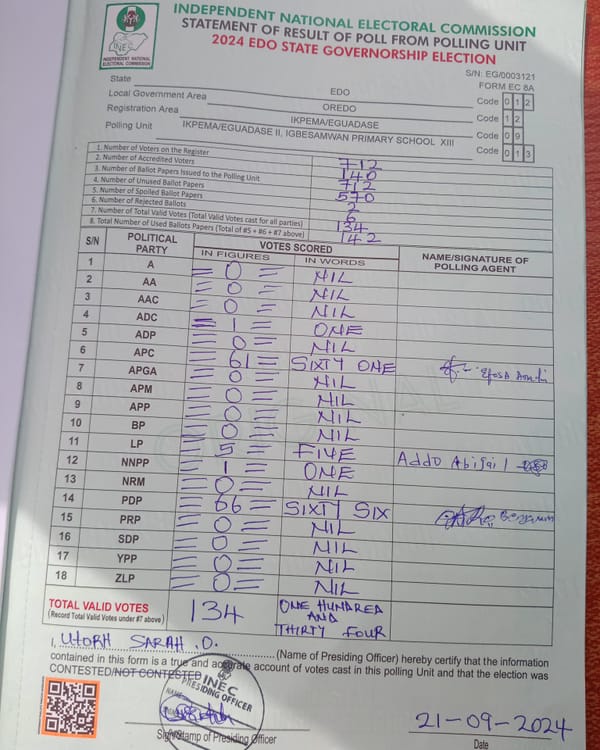 INDEPENDENT NATIONAL ELECTORAL COMMISSION
STATEMENT OF RESULT OF POLL FROM POLLING UNIT
2024 EDO STATE GOVERNORSHIP ELECTION
INEC
INDEPENDENT NATIONAL
ELECTORAL COMMISSION
S/N: EG/0003121
FORM EC 8A
State EDO Code 0 1 2
Local Government Area OREDO Code 1 2
Registration Area IKPEMA/EGUADASE Code 0 9
Polling Unit IKPEMA/EGUADASE II, IGBESAMWAN PRIMARY SCHOOL XIII Code 0 1 3
1. Number of Voters on the Register 712
2. Number of Accredited Voters 140
3. Number of Ballot Papers Issued to the Polling Unit 712
4. Number of Unused Ballot Papers 570
5. Number of Spoiled Ballot Papers 2
6. Number of Rejected Ballots 6
7. Number of Total Valid Votes (Total Valid Votes cast for all parties) 134
8. Total Number of Used Ballots Papers (Total of #5 + #6 + #7 above) 142
S/N POLITICAL PARTY VOTES SCORED NAME/SIGNATURE OF POLLING AGENT
IN FIGURES IN WORDS
1 A 0 NIL
2 AA 0 NIL
3 AAC 0 NIL
4 ADC 1 ONE
5 ADP 0 NIL
6 APC 61 SIXTY ONE
7 APGA 0 NIL
8 APM 0 NIL
9 APP 0 NIL
10 BP 0 NIL
11 LP 5 FIVE Addo Abigail
12 NNPP 1 ONE
13 NRM 0 NIL
14 PDP 66 SIXTY SIX Benjamin
15 PRP 0 NIL
16 SDP 0 NIL
17 YPP 0 NIL
18 ZLP 0 NIL
TOTAL VALID VOTES 134 ONE HUNDRED AND THIRTY FOUR
(Record Total Valid Votes under #7 above)
I, UTORH SARAH .O. (Name of Presiding Officer) hereby certify that the information
contained in this form is a true and accurate account of votes cast in this polling Unit and that the election was
CONTESTED/NOT CONTESTED
INEC
PRESIDING OFFICER
NAME
21-09-2024
Sign/Stamp of Presiding Officer
Date